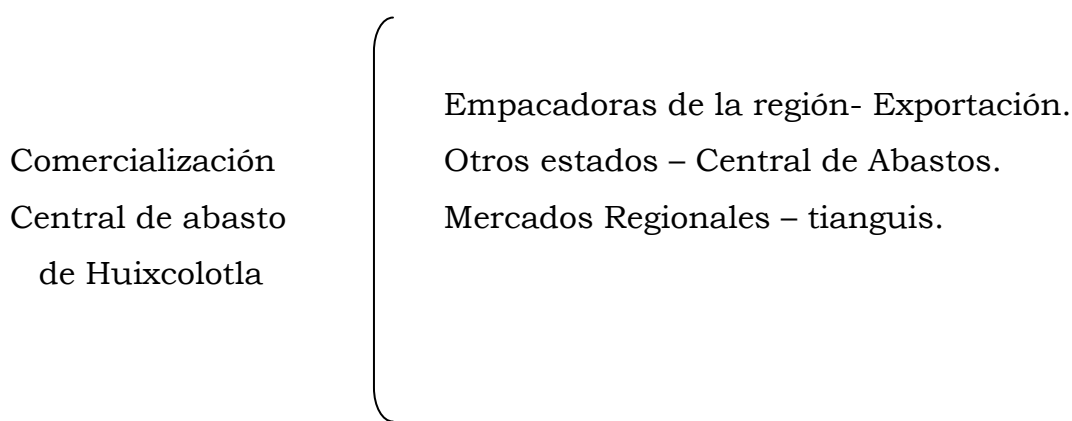 Comercialización
Central de abasto
de Huixcolotla
Empacadoras de la región- Exportación.
Otros estados – Central de Abastos.
Mercados Regionales – tianguis.